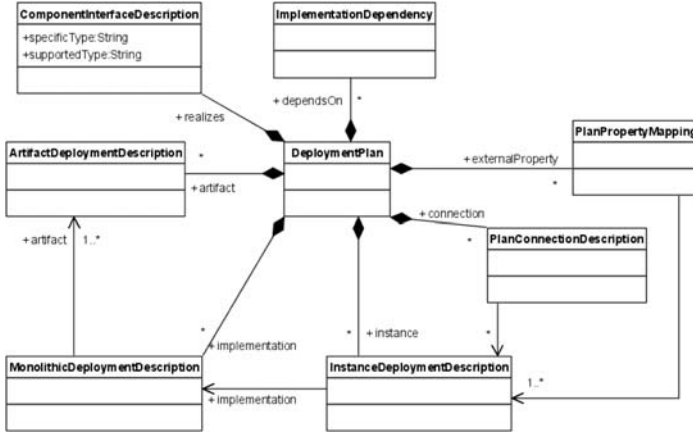 ComponentInterfaceDescription
+specificType:String
+supportedType:String
ImplementationDependency
+ dependsOn
*
+ realizes
ArtifactDeploymentDescription
*
+ artifact
DeploymentPlan
+ externalProperty
*
PlanPropertyMapping
+ connection
*
PlanConnectionDescription
+ artifact
1..*
*
+ implementation
*
+ instance
*
MonolithicDeploymentDescription
+ implementation
InstanceDeploymentDescription
1..*